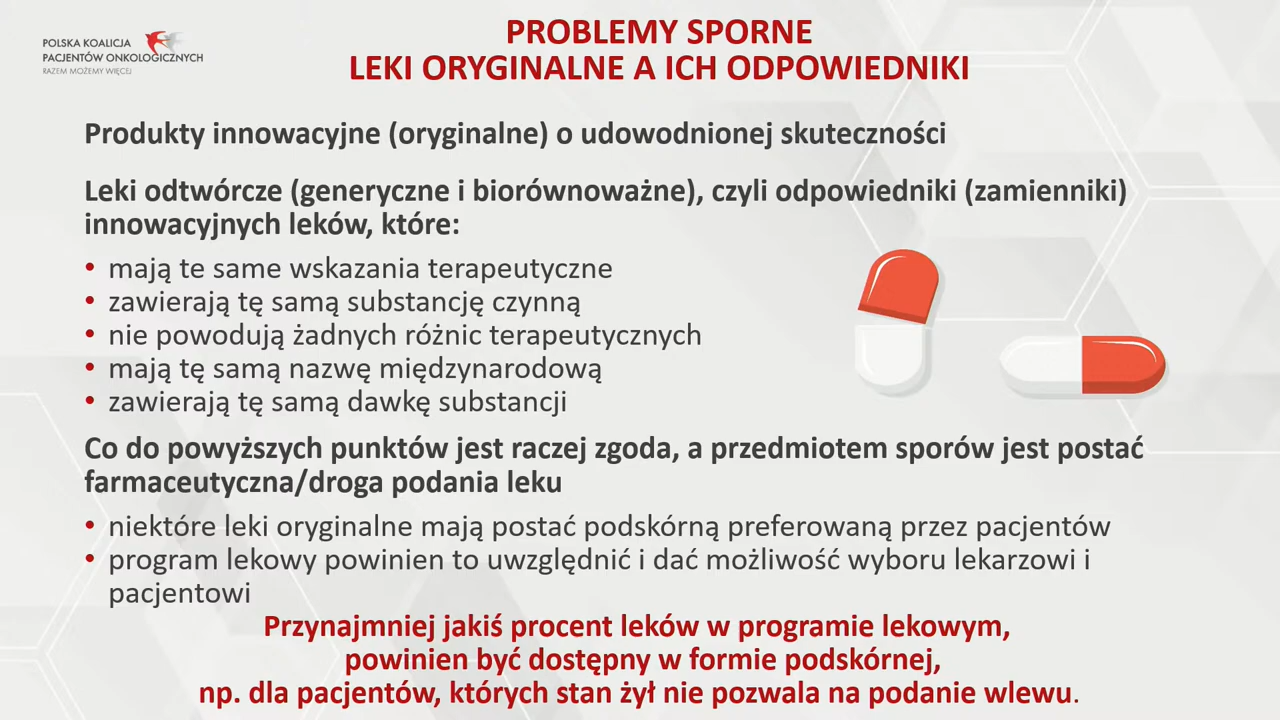 POLSKA KOALICJA
PACJENTÓW ONKOLOGICZNYCH
RAZEM MOŻEMY WIĘCEJ
PROBLEMY SPORNE
LEKI ORYGINALNE A ICH ODPOWIEDNIKI
Produkty innowacyjne (oryginalne) o udowodnionej skuteczności
Leki odtwórcze (generyczne i biorównoważne), czyli odpowiedniki (zamienniki)
innowacyjnych leków, które:
• mają te same wskazania terapeutyczne
• zawierają tę samą substancję czynną
• nie powodują żadnych różnic terapeutycznych
• mają tę samą nazwę międzynarodową
• zawierają tę samą dawkę substancji
Co do powyższych punktów jest raczej zgoda, a przedmiotem sporów jest postać
farmaceutyczna/droga podania leku
• niektóre leki oryginalne mają postać podskórną preferowaną przez pacjentów
• program lekowy powinien to uwzględnić i dać możliwość wyboru lekarzowi i
pacjentowi
Przynajmniej jakiś procent leków w programie lekowym,
powinien być dostępny w formie podskórnej,
np. dla pacjentów, których stan żył nie pozwala na podanie wlewu.